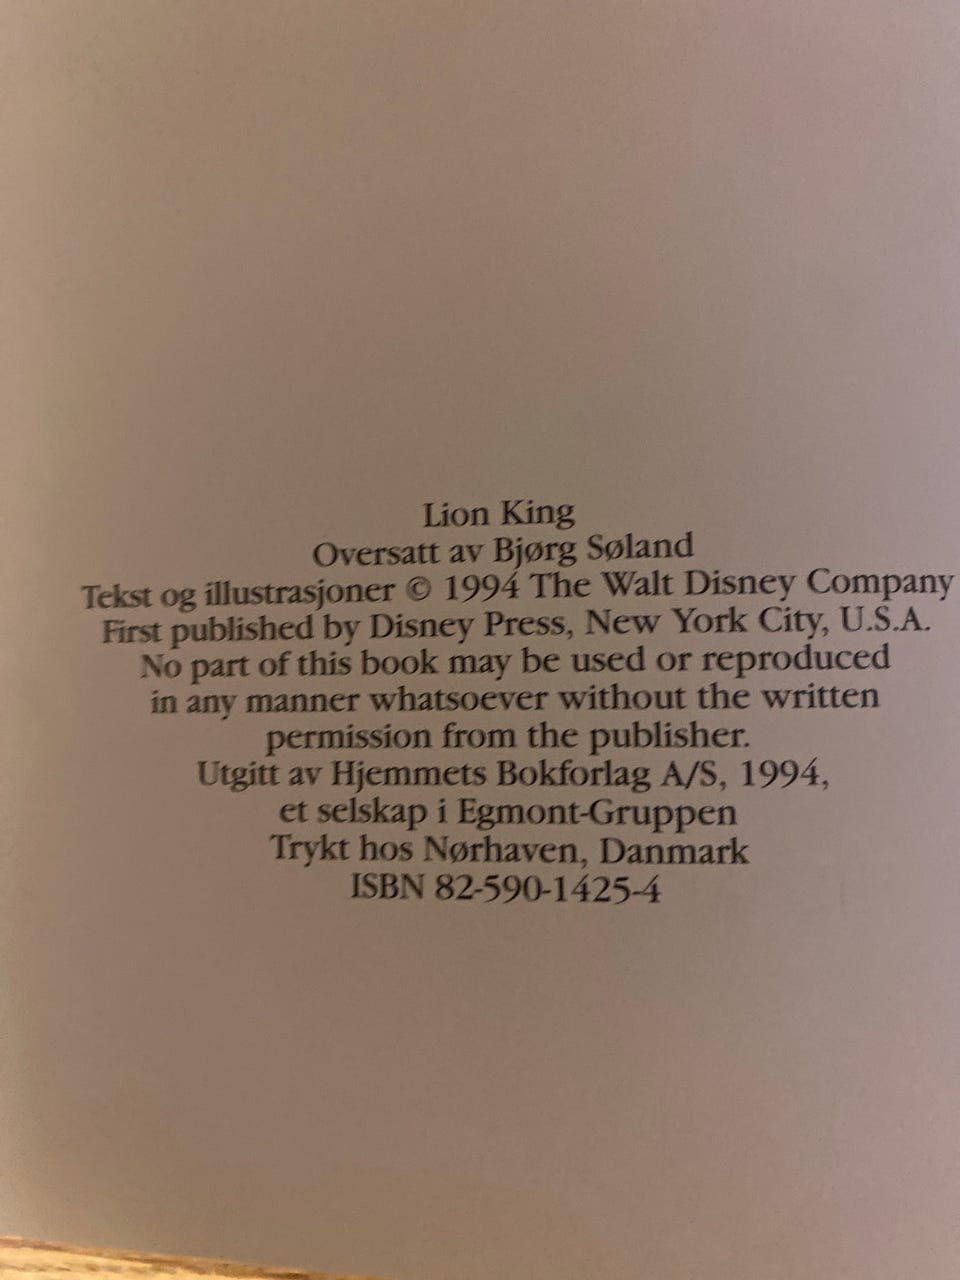 Lion King
Oversatt av Bjørg Søland
Tekst og illustrasjoner © 1994 The Walt Disney Company
First published by Disney Press, New York City, U.S.A.
No part of this book may be used or reproduced
in any manner whatsoever without the written
permission from the publisher.
Utgitt av Hjemmets Bokforlag A/S, 1994,
et selskap i Egmont-Gruppen
Trykt hos Nørhaven, Danmark
ISBN 82-590-1425-4